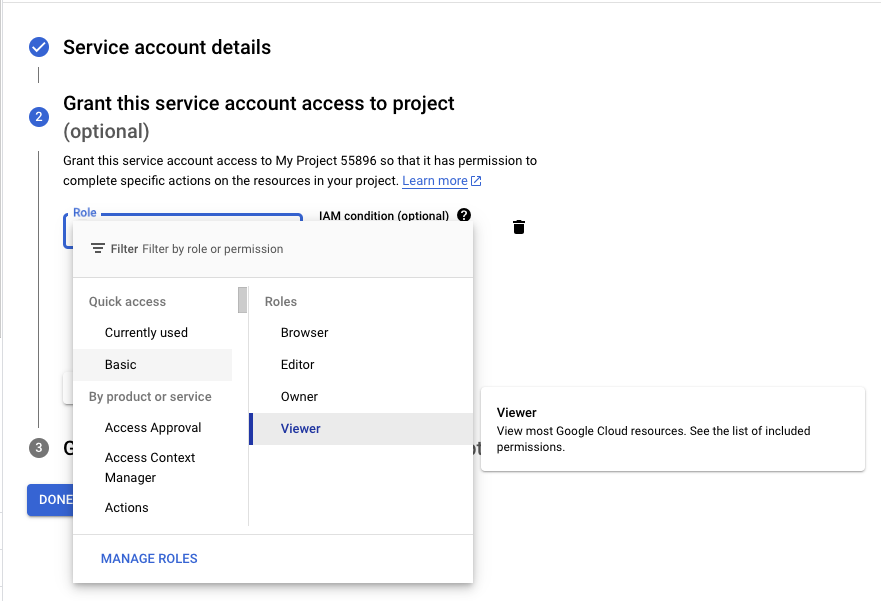 Service account details
2
Grant this service account access to project
(optional)
Grant this service account access to My Project 55896 so that it has permission to
complete specific actions on the resources in your project. Learn more
Role
IAM condition (optional) ?
Filter Filter by role or permission
Quick access
Currently used
Basic
By product or service
Access Approval
Access Context
Manager
Actions
Roles
Browser
Editor
Owner
Viewer
MANAGE ROLES
Viewer
View most Google Cloud resources. See the list of included
permissions.
3
DONE